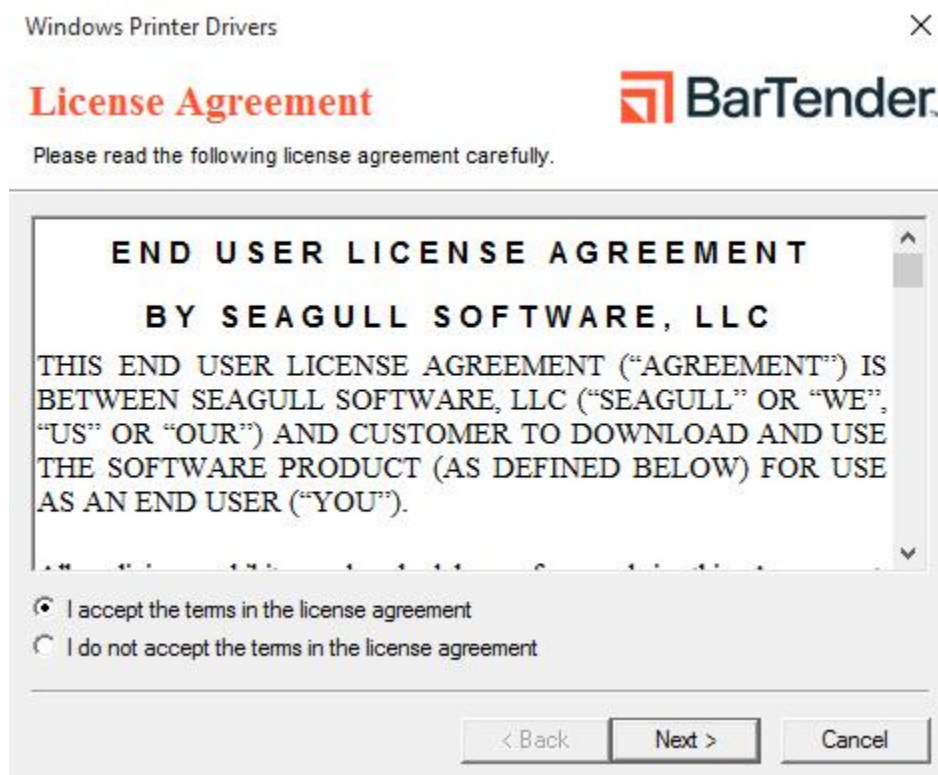 Windows Printer Drivers
License Agreement
BarTender
Please read the following license agreement carefully.
END USER LICENSE AGREEMENT
BY SEAGULL SOFTWARE, LLC
THIS END USER LICENSE AGREEMENT (“AGREEMENT”) IS
BETWEEN SEAGULL SOFTWARE, LLC (“SEAGULL” OR “WE”,
“US” OR “OUR”) AND CUSTOMER TO DOWNLOAD AND USE
THE SOFTWARE PRODUCT (AS DEFINED BELOW) FOR USE
AS AN END USER (“YOU”).
I accept the terms in the license agreement
I do not accept the terms in the license agreement
< Back Next > Cancel